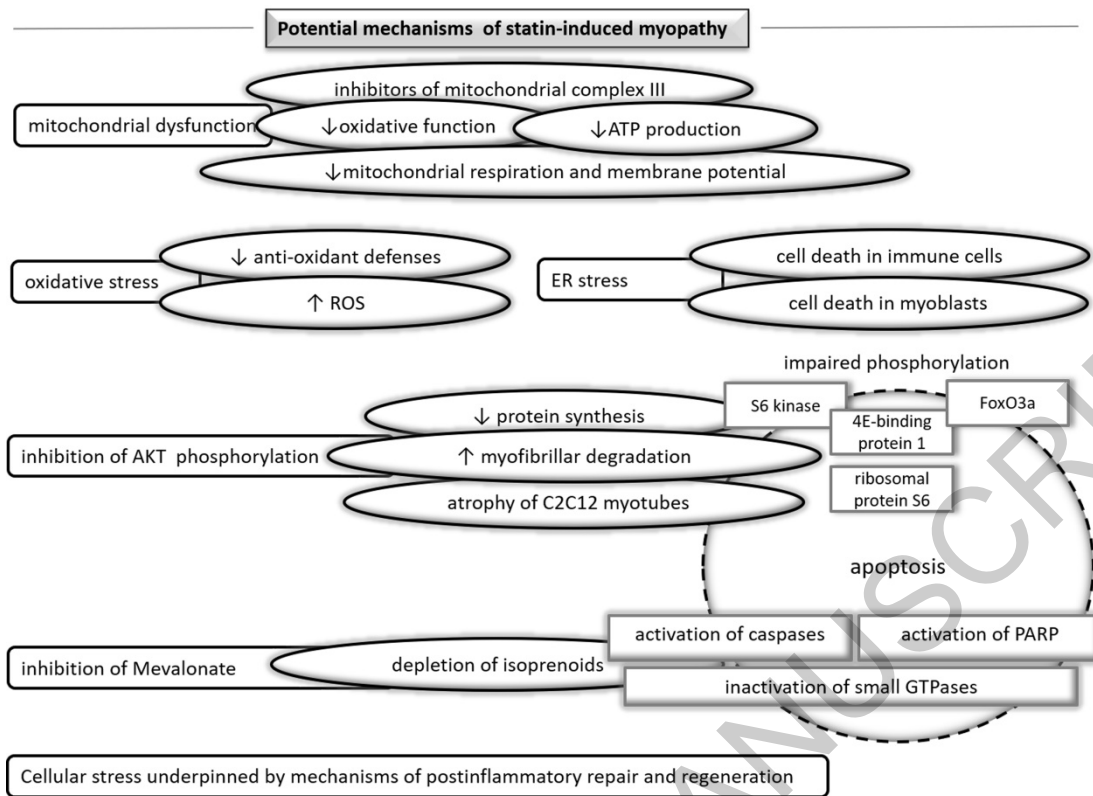 Potential mechanisms of statin-induced myopathy
inhibitors of mitochondrial complex III
mitochondrial dysfunction
↓oxidative function
↓ATP production
↓mitochondrial respiration and membrane potential
oxidative stress
↓ anti-oxidant defenses
↑ ROS
ER stress
cell death in immune cells
cell death in myoblasts
impaired phosphorylation
S6 kinase
4E-binding
protein 1
FoxO3a
ribosomal
protein S6
inhibition of AKT phosphorylation
↓ protein synthesis
↑ myofibrillar degradation
atrophy of C2C12 myotubes
apoptosis
inhibition of Mevalonate
depletion of isoprenoids
activation of caspases
activation of PARP
inactivation of small GTPases
Cellular stress underpinned by mechanisms of postinflammatory repair and regeneration